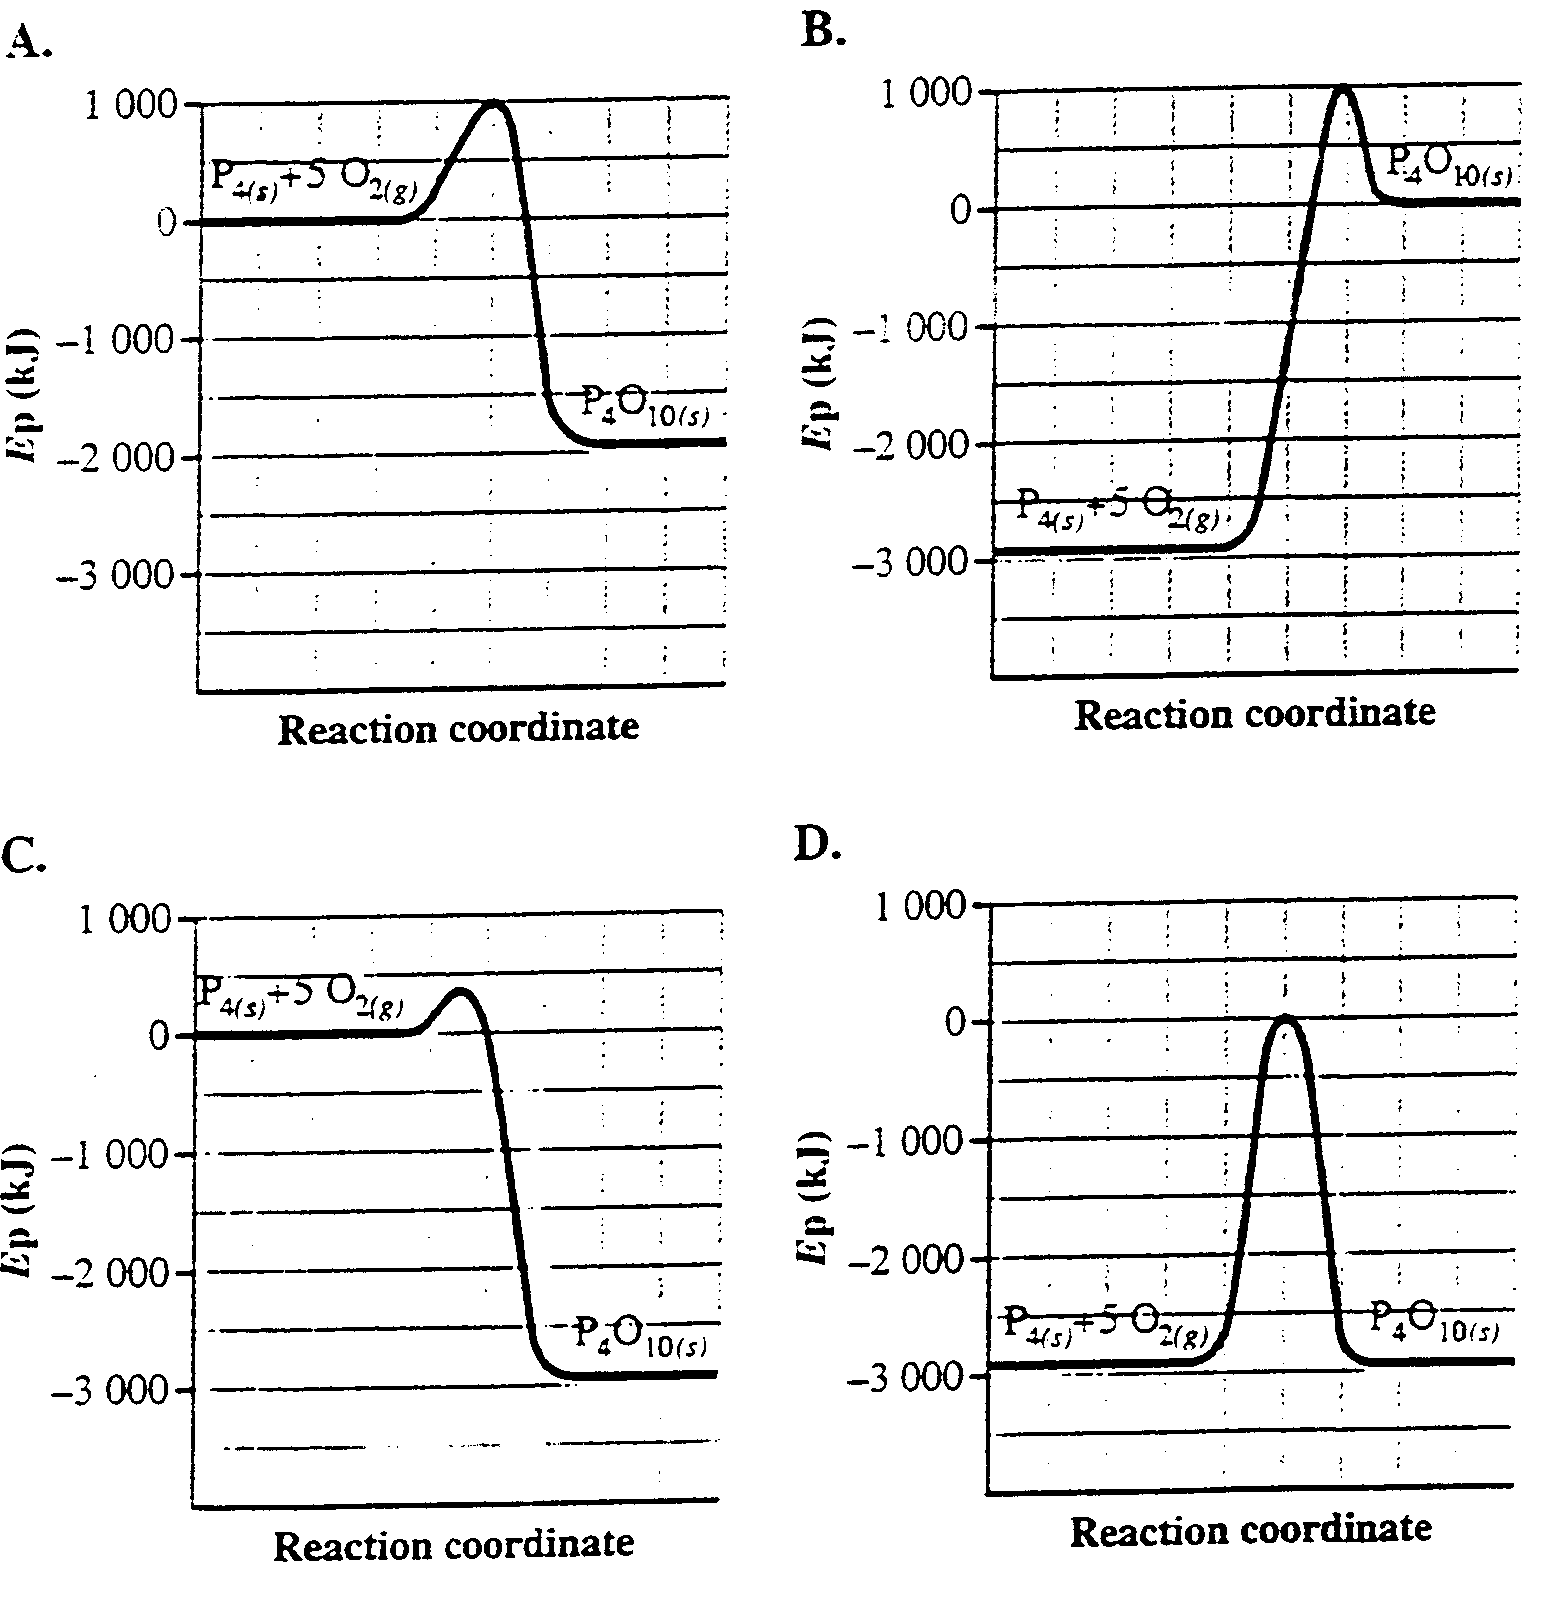 A.
1 000
P4(s)+5 O2(g)
0
−1 000
P4O10(s)
−2 000
−3 000
Ep (kJ)
Reaction coordinate
B.
1 000
P4O10(s)
0
−1 000
−2 000
P4(s)+5 O2(g)
−3 000
Ep (kJ)
Reaction coordinate
C.
1 000
P4(s)+5 O2(g)
0
−1 000
−2 000
P4O10(s)
−3 000
Ep (kJ)
Reaction coordinate
D.
1 000
0
−1 000
−2 000
P4(s)+5 O2(g)
P4O10(s)
−3 000
Ep (kJ)
Reaction coordinate